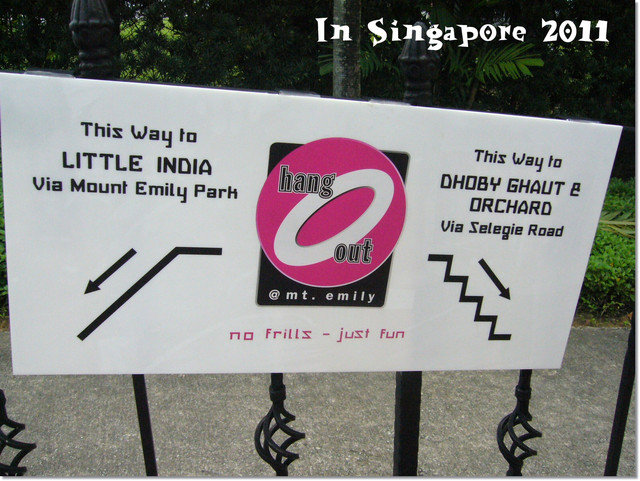 In Singapore 2011
This Way to
LITTLE INDIA
Via Mount Emily Park
hang
out
@ mt. emily
no frills - just fun
This Way to
DHOBY GHAUT &
ORCHARD
Via Selegie Road